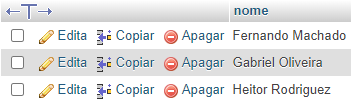 nome
Edita Copiar Apagar Fernando Machado
Edita Copiar Apagar Gabriel Oliveira
Edita Copiar Apagar Heitor Rodriguez